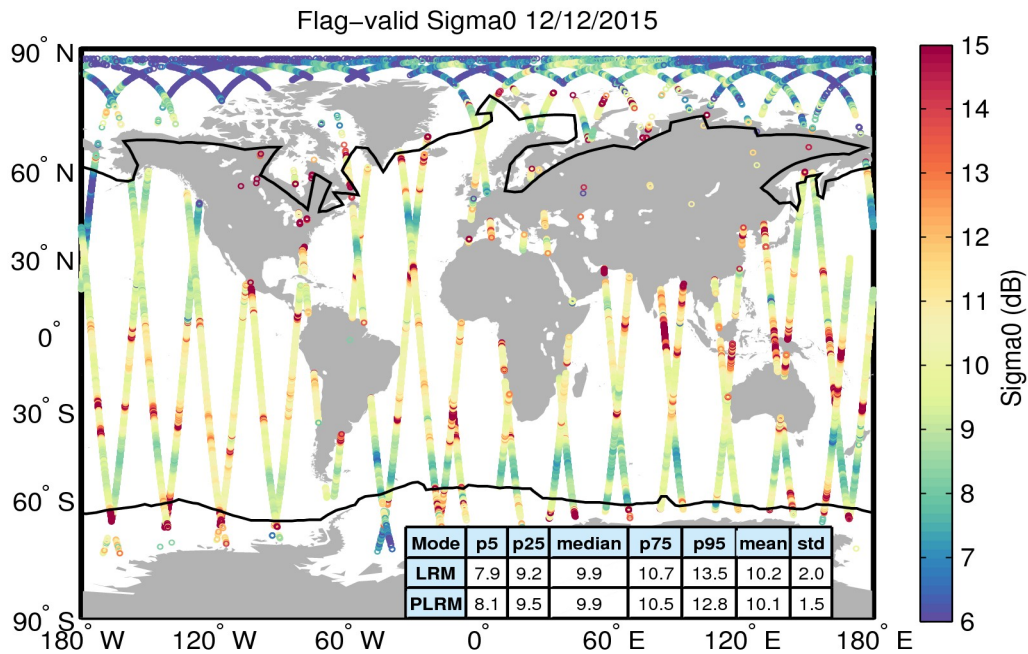 Flag−valid Sigma0 12/12/2015
90° N
60° N
30° N
0°
30° S
60° S
90° S
180° W
120° W
60° W
0°
60° E
120° E
180° E
Mode p5 p25 median p75 p95 mean std
LRM 7.9 9.2 9.9 10.7 13.5 10.2 2.0
PLRM 8.1 9.5 9.9 10.5 12.8 10.1 1.5
15
14
13
12
11
10
9
8
7
6
Sigma0 (dB)